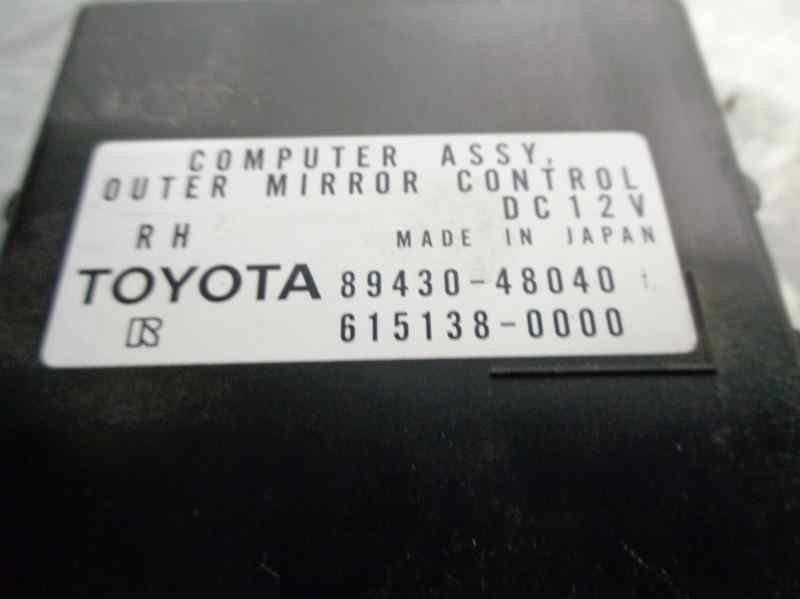 COMPUTER ASSY,
OUTER MIRROR CONTROL
DC12V
RH MADE IN JAPAN
TOYOTA 89430-48040
615138-0000